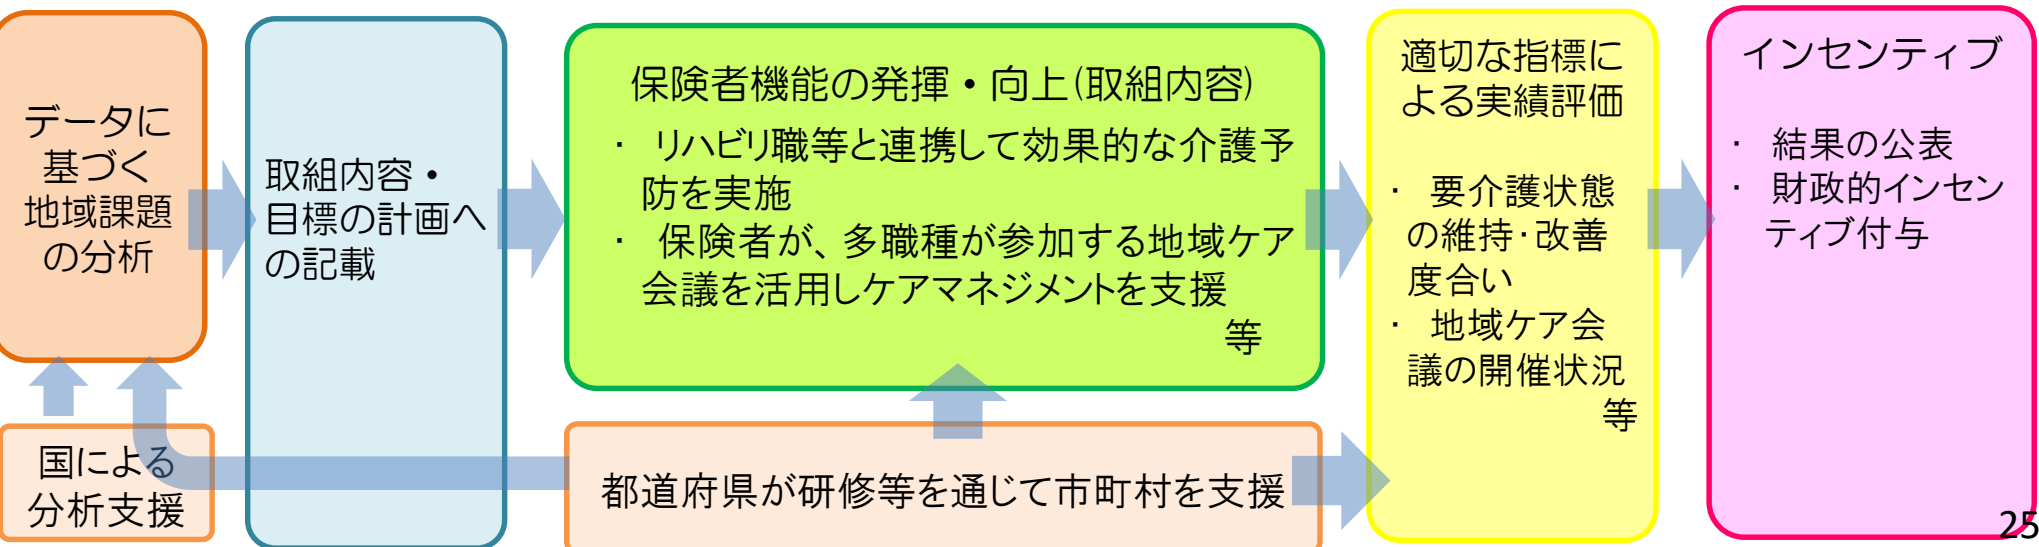 データに
基づく
地域課題
の分析
取組内容・
目標の計画へ
の記載
保険者機能の発揮・向上(取組内容)
・ リハビリ職等と連携して効果的な介護予
防を実施
・ 保険者が、多職種が参加する地域ケア
会議を活用しケアマネジメントを支援
等
適切な指標に
よる実績評価
・ 要介護状態
の維持・改善
度合い
・ 地域ケア会
議の開催状況
等
インセンティブ
・ 結果の公表
・ 財政的インセン
ティブ付与
国による
分析支援
都道府県が研修等を通じて市町村を支援
25